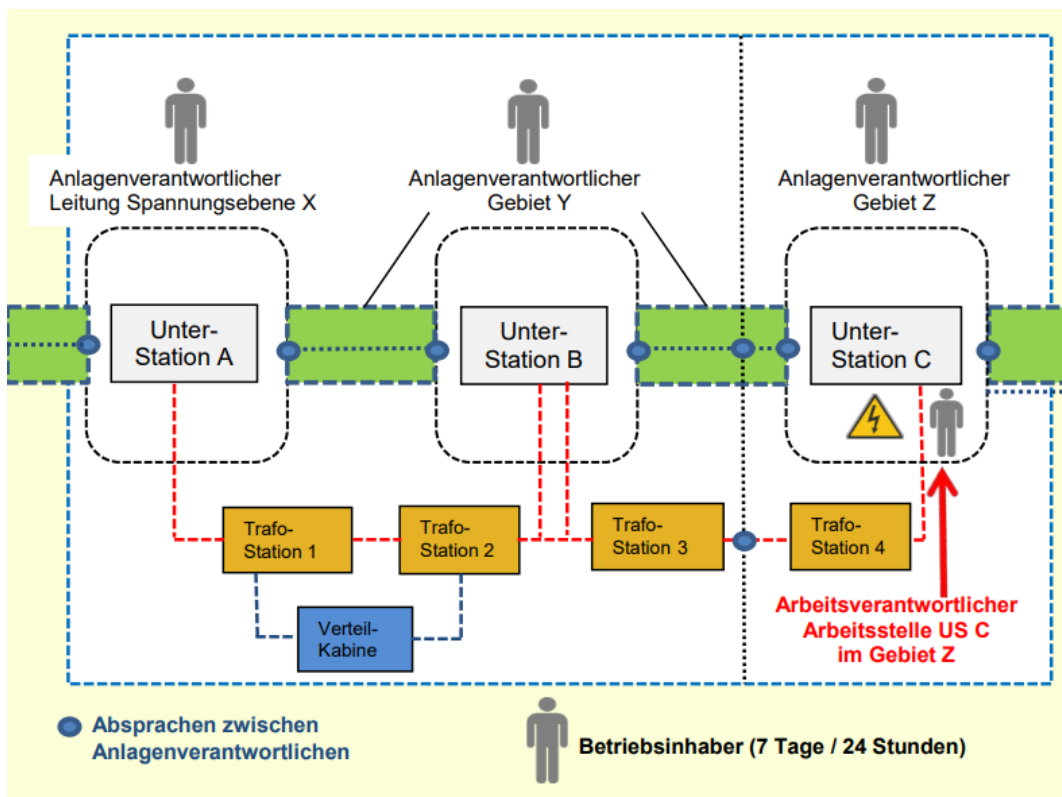 Anlagenverantwortlicher
Leitung Spannungsebene X
Anlagenverantwortlicher
Gebiet Y
Anlagenverantwortlicher
Gebiet Z
Unter-
Station A
Unter-
Station B
Unter-
Station C
Trafo-
Station 1
Trafo-
Station 2
Trafo-
Station 3
Trafo-
Station 4
Verteil-
Kabine
Arbeitsverantwortlicher
Arbeitsstelle US C
im Gebiet Z
Absprachen zwischen
Anlagenverantwortlichen
Betriebsinhaber (7 Tage / 24 Stunden)